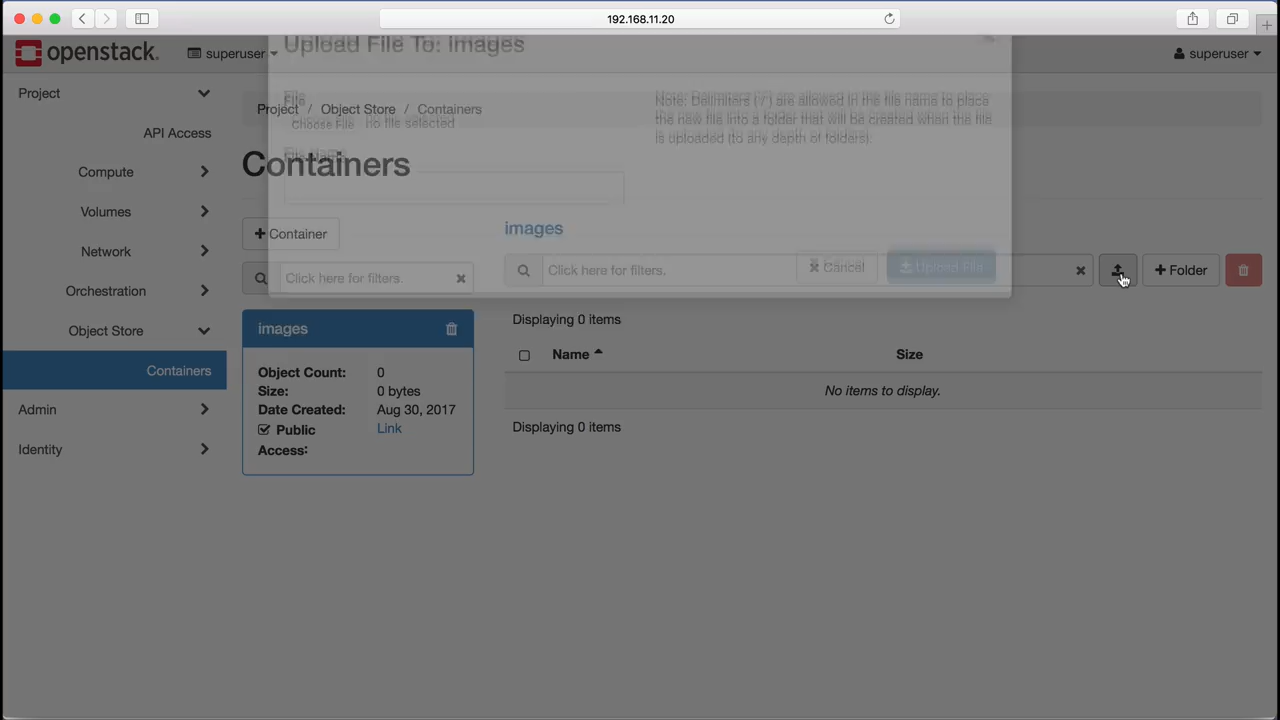 192.168.11.20
openstack.
superuser
superuser
Upload File To: images
Project
API Access
Compute
Volumes
Network
Orchestration
Object Store
Containers
Admin
Identity
File
Project / Object Store / Containers
Choose File no file selected
Note: Delimiters ('/') are allowed in the file name to place
the new file into a folder that will be created when the file
is uploaded (to any depth of folders).
File Name
Containers
Container
images
Click here for filters.
Click here for filters.
Cancel
Upload File
Folder
images
Object Count: 0
Size: 0 bytes
Date Created: Aug 30, 2017
Public Link
Access:
Displaying 0 items
Name Size
No items to display.
Displaying 0 items